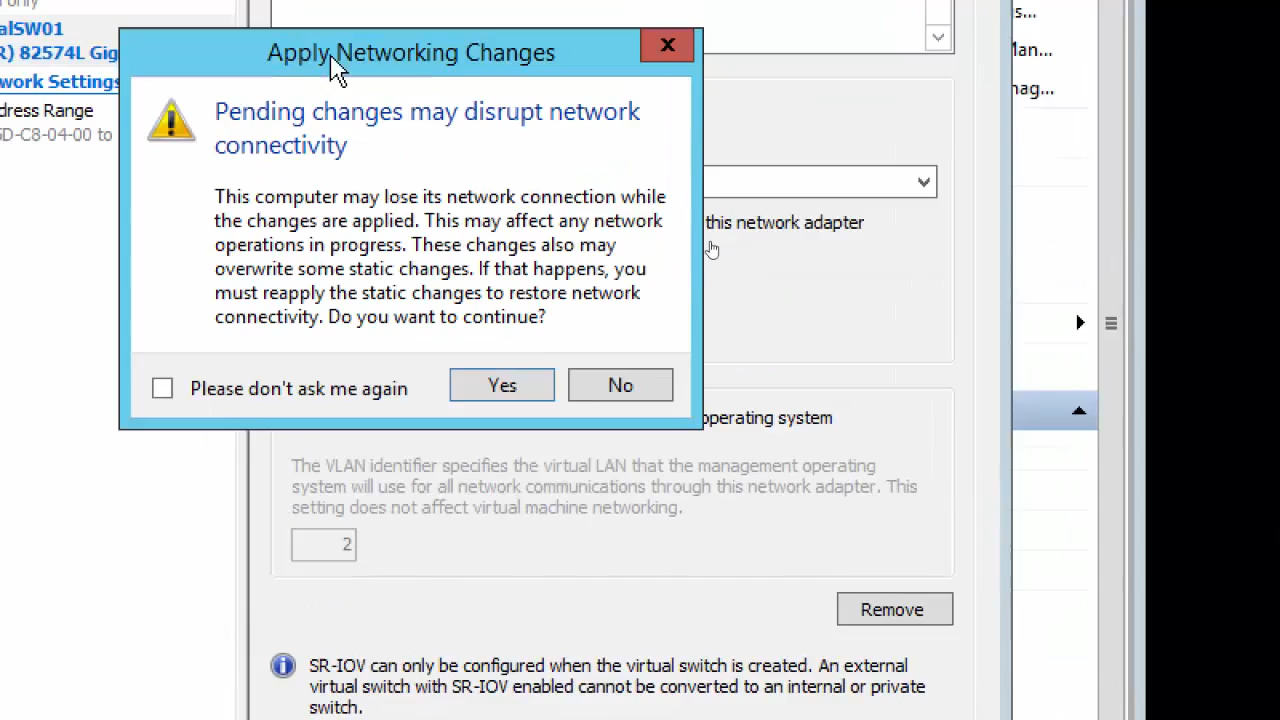 only
s...
alSW01
R) 82574L Gig
Apply Networking Changes
Man...
work Settings
Pending changes may disrupt network
nag...
dress Range
5D-C8-04-00 to
connectivity
This computer may lose its network connection while
the changes are applied. This may affect any network
this network adapter
operations in progress. These changes also may
overwrite some static changes. If that happens, you
must reapply the static changes to restore network
connectivity. Do you want to continue?
Please don't ask me again
Yes
No
operating system
The VLAN identifier specifies the virtual LAN that the management operating
system will use for all network communications through this network adapter. This
setting does not affect virtual machine networking.
2
Remove
SR-IOV can only be configured when the virtual switch is created. An external
virtual switch with SR-IOV enabled cannot be converted to an internal or private
switch.